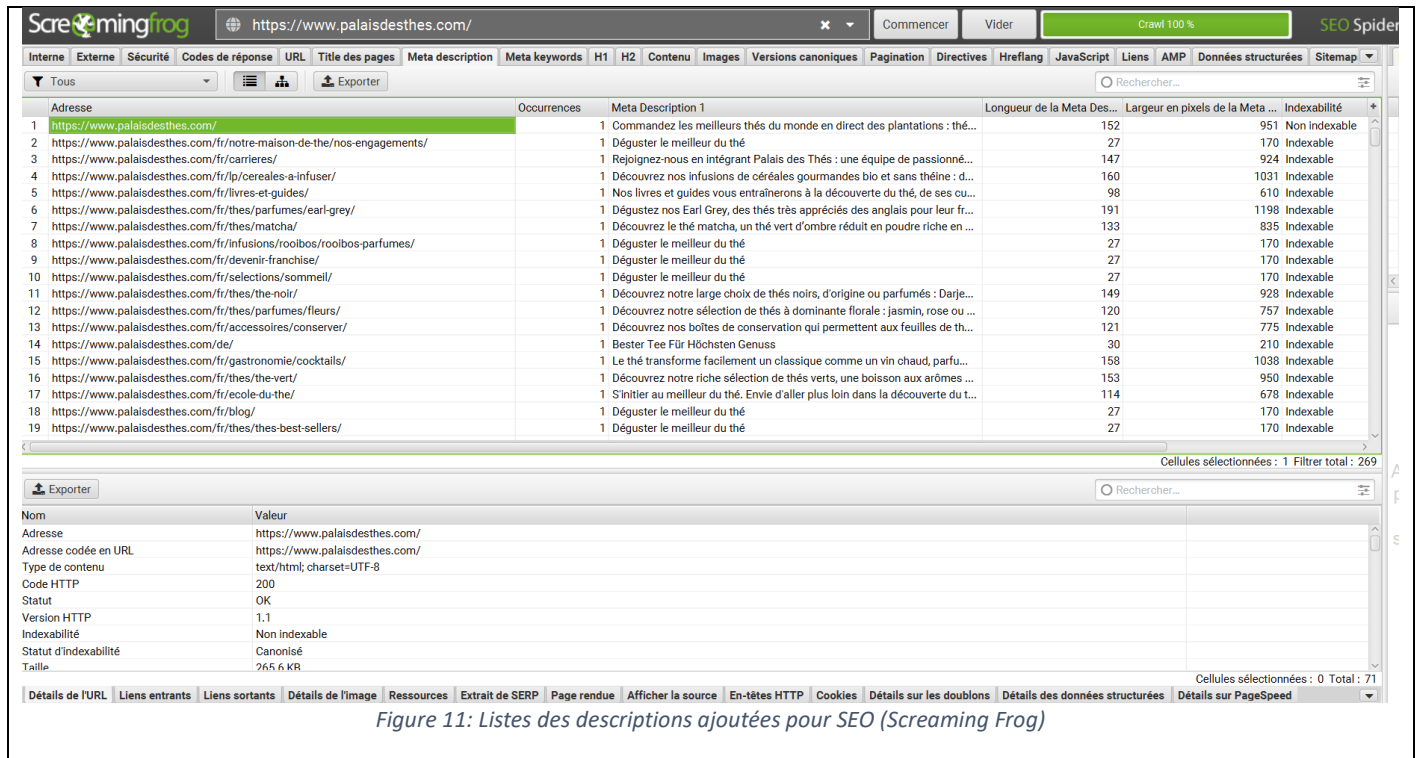 Screamingfrog https://www.palaisdesthes.com/ Commencer Vider Crawl 100 % SEO Spider
Interne Externe Sécurité Codes de réponse URL Title des pages Meta description Meta keywords H1 H2 Contenu Images Versions canoniques Pagination Directives Hreflang JavaScript Liens AMP Données structurées Sitemap
Tous Exporter Rechercher...
Adresse Occurrences Meta Description 1 Longueur de la Meta Des... Largeur en pixels de la Meta ... Indexabilité +
1 https://www.palaisdesthes.com/ 1 Commandez les meilleurs thés du monde en direct des plantations : thé... 152 951 Non indexable
2 https://www.palaisdesthes.com/fr/notre-maison-de-the/nos-engagements/ 1 Déguster le meilleur du thé 27 170 Indexable
3 https://www.palaisdesthes.com/fr/carrieres/ 1 Rejoignez-nous en intégrant Palais des Thés : une équipe de passionné... 147 924 Indexable
4 https://www.palaisdesthes.com/fr/lp/cereales-a-infuser/ 1 Découvrez nos infusions de céréales gourmandes bio et sans théine : d... 160 1031 Indexable
5 https://www.palaisdesthes.com/fr/livres-et-guides/ 1 Nos livres et guides vous entraînerons à la découverte du thé, de ses cu... 98 610 Indexable
6 https://www.palaisdesthes.com/fr/thes/parfumes/earl-grey/ 1 Dégustez nos Earl Grey, des thés très appréciés des anglais pour leur fr... 191 1198 Indexable
7 https://www.palaisdesthes.com/fr/thes/matcha/ 1 Découvrez le thé matcha, un thé vert d’ombre réduit en poudre riche en ... 133 835 Indexable
8 https://www.palaisdesthes.com/fr/infusions/rooibos/rooibos-parfumes/ 1 Déguster le meilleur du thé 27 170 Indexable
9 https://www.palaisdesthes.com/fr/devenir-franchise/ 1 Déguster le meilleur du thé 27 170 Indexable
10 https://www.palaisdesthes.com/fr/selections/sommeil/ 1 Déguster le meilleur du thé 27 170 Indexable
11 https://www.palaisdesthes.com/fr/thes/the-noir/ 1 Découvrez notre large choix de thés noirs, d'origine ou parfumés : Darje... 149 928 Indexable
12 https://www.palaisdesthes.com/fr/thes/parfumes/fleurs/ 1 Découvrez notre sélection de thés à dominante florale : jasmin, rose ou ... 120 757 Indexable
13 https://www.palaisdesthes.com/fr/accessoires/conserver/ 1 Découvrez nos boîtes de conservation qui permettent aux feuilles de th... 121 775 Indexable
14 https://www.palaisdesthes.com/de/ 1 Bester Tee Für Höchsten Genuss 30 210 Indexable
15 https://www.palaisdesthes.com/fr/gastronomie/cocktails/ 1 Le thé transforme facilement un classique comme un vin chaud, parfu... 158 1038 Indexable
16 https://www.palaisdesthes.com/fr/thes/the-vert/ 1 Découvrez notre riche sélection de thés verts, une boisson aux arômes ... 153 950 Indexable
17 https://www.palaisdesthes.com/fr/ecole-du-the/ 1 S'initier au meilleur du thé. Envie d'aller plus loin dans la découverte du t... 114 678 Indexable
18 https://www.palaisdesthes.com/fr/blog/ 1 Déguster le meilleur du thé 27 170 Indexable
19 https://www.palaisdesthes.com/fr/thes/thes-best-sellers/ 1 Déguster le meilleur du thé 27 170 Indexable
Cellules sélectionnées : 1 Filtrer total : 269
Exporter Rechercher...
Nom Valeur
Adresse https://www.palaisdesthes.com/
Adresse codée en URL https://www.palaisdesthes.com/
Type de contenu text/html; charset=UTF-8
Code HTTP 200
Statut OK
Version HTTP 1.1
Indexabilité Non indexable
Statut d'indexabilité Canonisé
Taille 265,6 KB
Cellules sélectionnées : 0 Total : 71
Détails de l'URL Liens entrants Liens sortants Détails de l'image Ressources Extrait de SERP Page rendue Afficher la source En-têtes HTTP Cookies Détails sur les doublons Détails des données structurées Détails sur PageSpeed
Figure 11: Listes des descriptions ajoutées pour SEO (Screaming Frog)